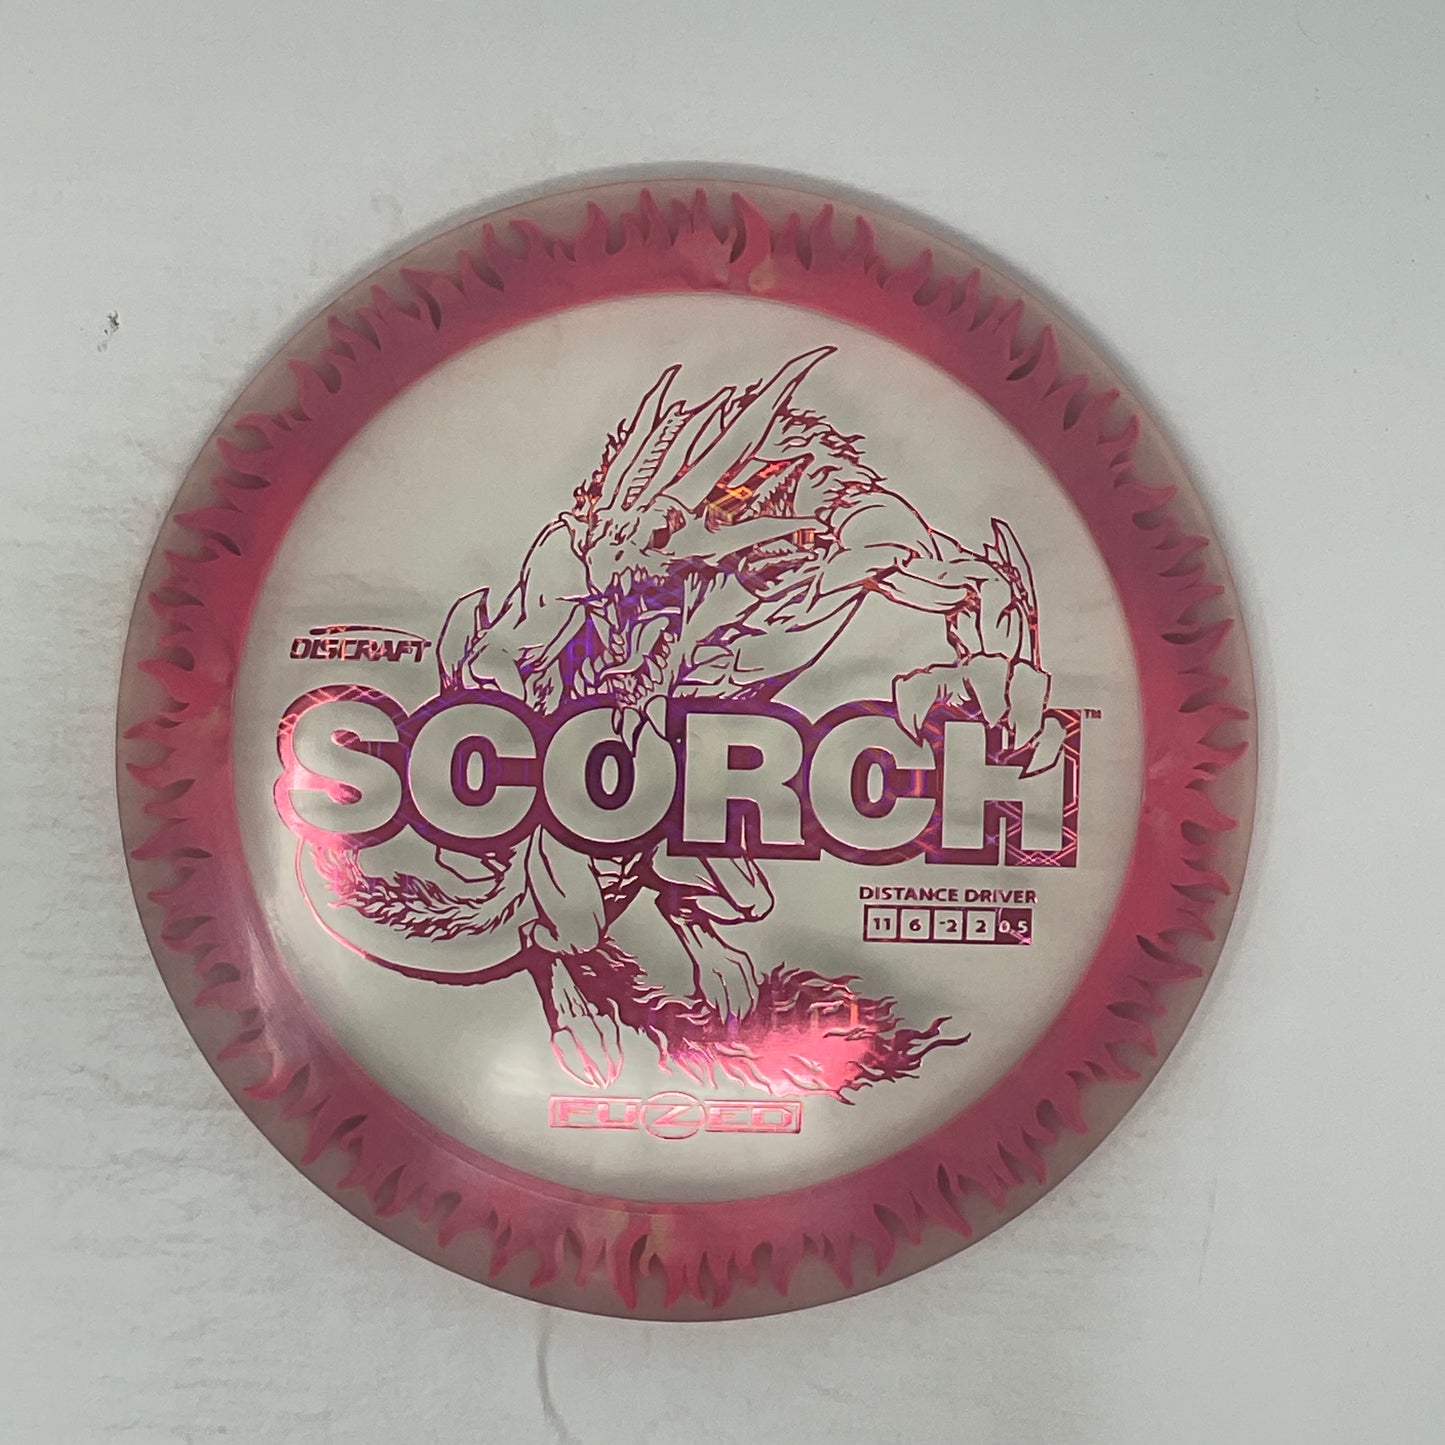 DISCRAFT
SCORCH™
DISTANCE DRIVER
11 6 -2 2 0.5
FUZED